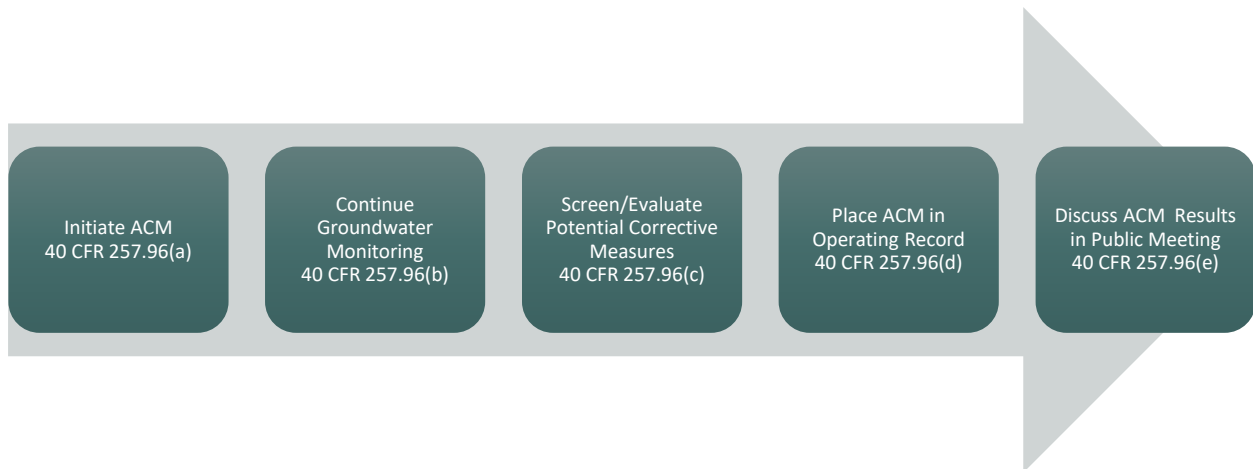 Initiate ACM
40 CFR 257.96(a)
Continue
Groundwater
Monitoring
40 CFR 257.96(b)
Screen/Evaluate
Potential Corrective
Measures
40 CFR 257.96(c)
Place ACM in
Operating Record
40 CFR 257.96(d)
Discuss ACM  Results
in Public Meeting
40 CFR 257.96(e)